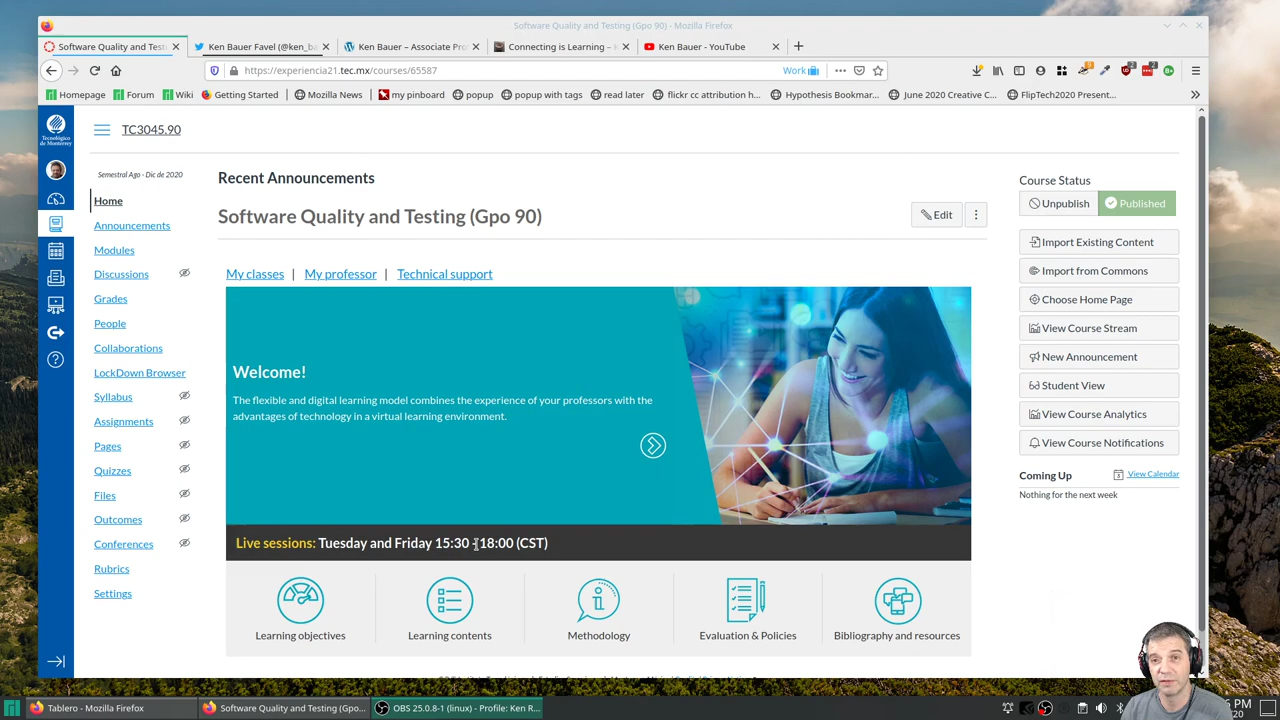 Software Quality and Testing (Gpo 90) - Mozilla Firefox
Software Quality and Test
Ken Bauer Favel (@ken_ba
Ken Bauer – Associate Pro
Connecting is Learning – K
Ken Bauer - YouTube
https://experiencia21.tec.mx/courses/65587
Work
Homepage
Forum
Wiki
Getting Started
Mozilla News
my pinboard
popup
popup with tags
read later
flickr cc attribution h...
Hypothesis Bookmar...
June 2020 Creative C...
FlipTech2020 Present...
Tecnológico
de Monterrey
TC3045.90
Semestral Ago - Dic de 2020
Home
Announcements
Modules
Discussions
Grades
People
Collaborations
LockDown Browser
Syllabus
Assignments
Pages
Quizzes
Files
Outcomes
Conferences
Rubrics
Settings
Recent Announcements
Software Quality and Testing (Gpo 90)
Edit
My classes | My professor | Technical support
Welcome!
The flexible and digital learning model combines the experience of your professors with the
advantages of technology in a virtual learning environment.
Live sessions: Tuesday and Friday 15:30 - 18:00 (CST)
Learning objectives
Learning contents
Methodology
Evaluation & Policies
Bibliography and resources
Course Status
Unpublish
Published
Import Existing Content
Import from Commons
Choose Home Page
View Course Stream
New Announcement
Student View
View Course Analytics
View Course Notifications
Coming Up
View Calendar
Nothing for the next week
Tablero - Mozilla Firefox
Software Quality and Testing (Gpo...
OBS 25.0.8-1 (linux) - Profile: Ken R...
PM